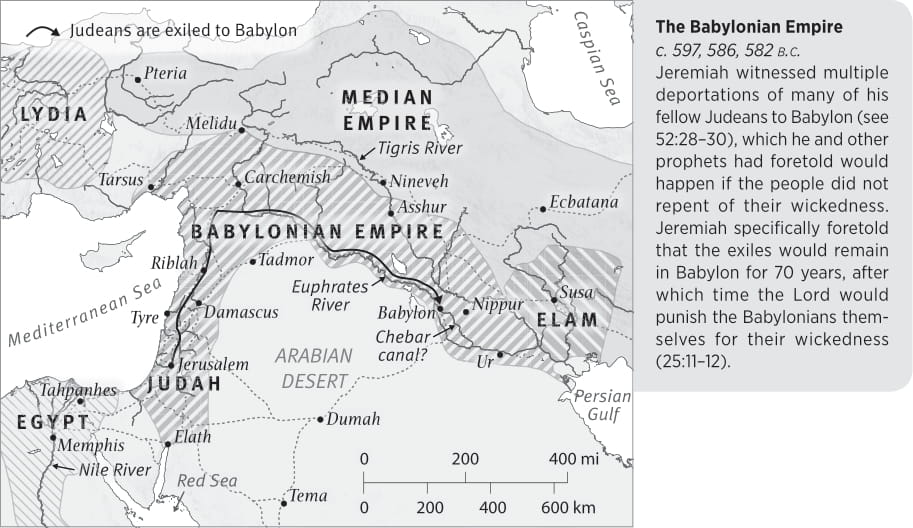 Judeans are exiled to Babylon
Caspian Sea
Pteria
LYDIA
MEDIAN
EMPIRE
Melidu
Tigris River
Tarsus
Carchemish
Nineveh
Asshur
Ecbatana
BABYLONIAN EMPIRE
Riblah
Tadmor
Mediterranean Sea
Euphrates
River
Susa
Tyre
Damascus
Babylon
Nippur
ELAM
Chebar
canal?
Ur
Jerusalem
ARABIAN
DESERT
JUDAH
Tahpanhes
Persian
Gulf
EGYPT
Dumah
Memphis
Elath
Nile River
Red Sea
Tema
0 200 400 mi
0 200 400 600 km
The Babylonian Empire
c. 597, 586, 582 B.C.
Jeremiah witnessed multiple
deportations of many of his
fellow Judeans to Babylon (see
52:28–30), which he and other
prophets had foretold would
happen if the people did not
repent of their wickedness.
Jeremiah specifically foretold
that the exiles would remain
in Babylon for 70 years, after
which time the Lord would
punish the Babylonians them-
selves for their wickedness
(25:11–12).